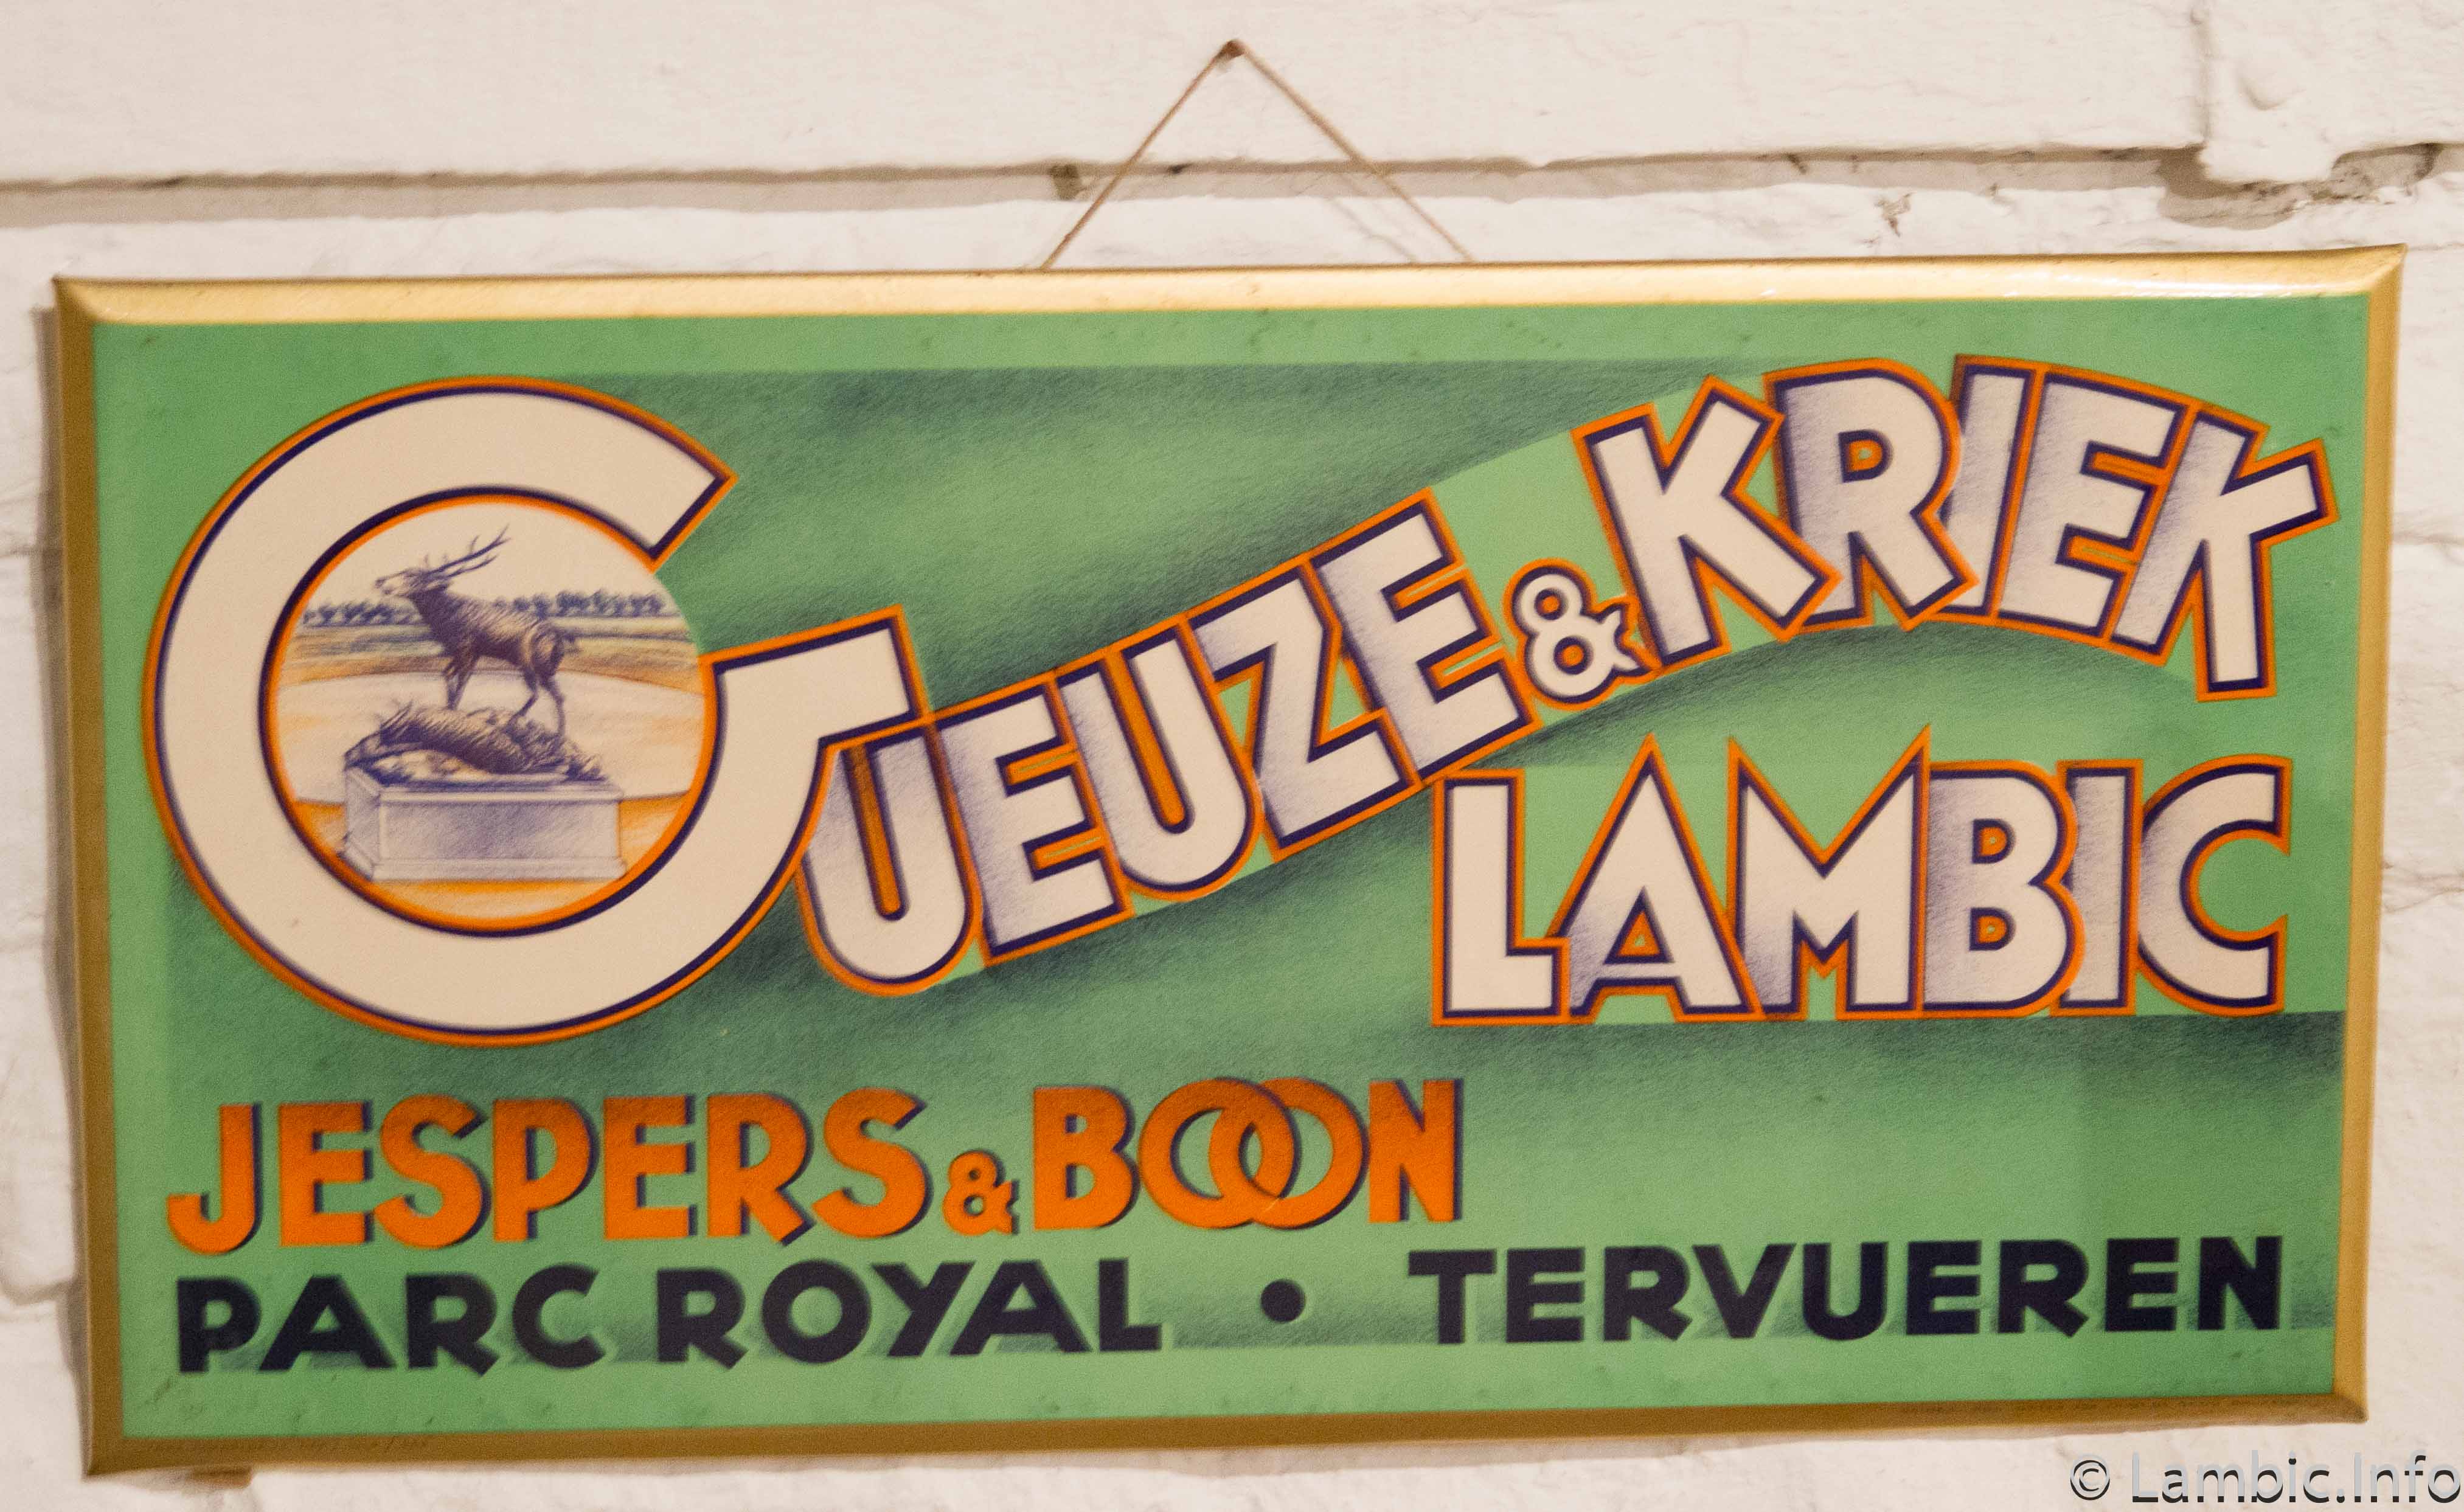 GUEUZE & KRIEK
LAMBIC
JESPERS & BOON
PARC ROYAL • TERVUEREN
© Lambic.Info